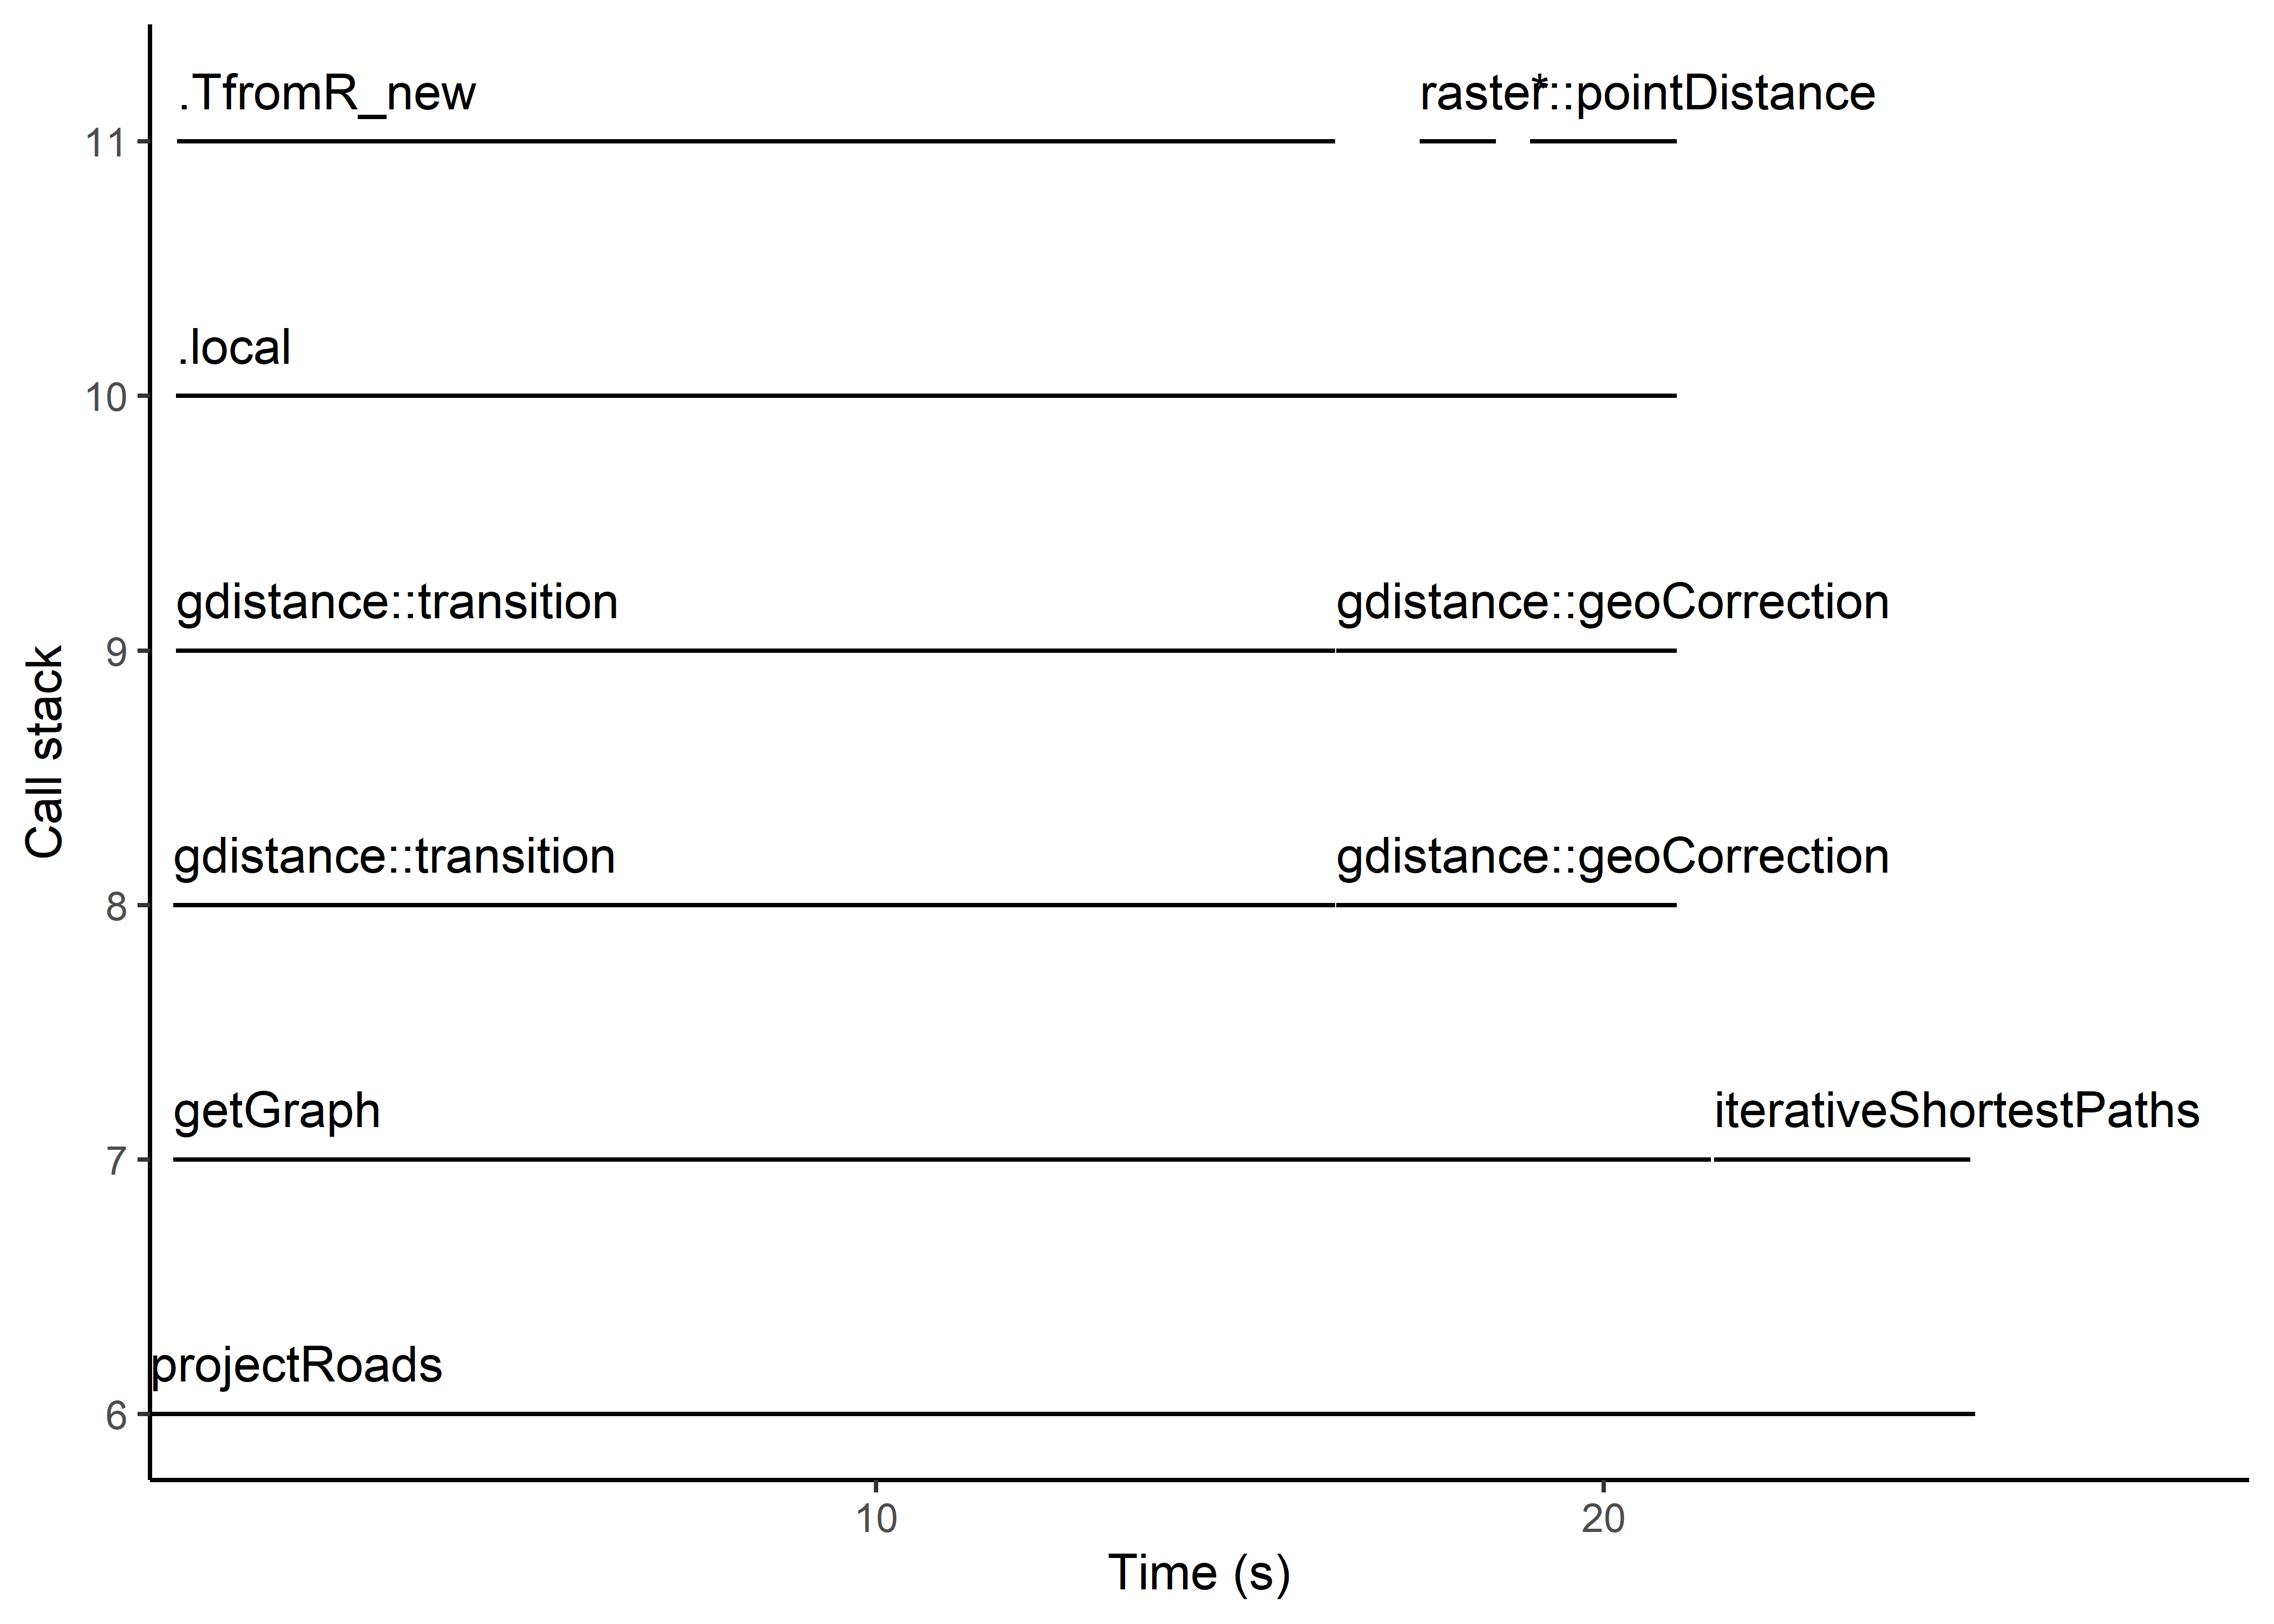 .TfromR_new
raster::pointDistance
*
11
.local
10
gdistance::transition
gdistance::geoCorrection
9
gdistance::transition
gdistance::geoCorrection
8
getGraph
iterativeShortestPaths
7
projectRoads
6
Call stack
10
20
Time (s)